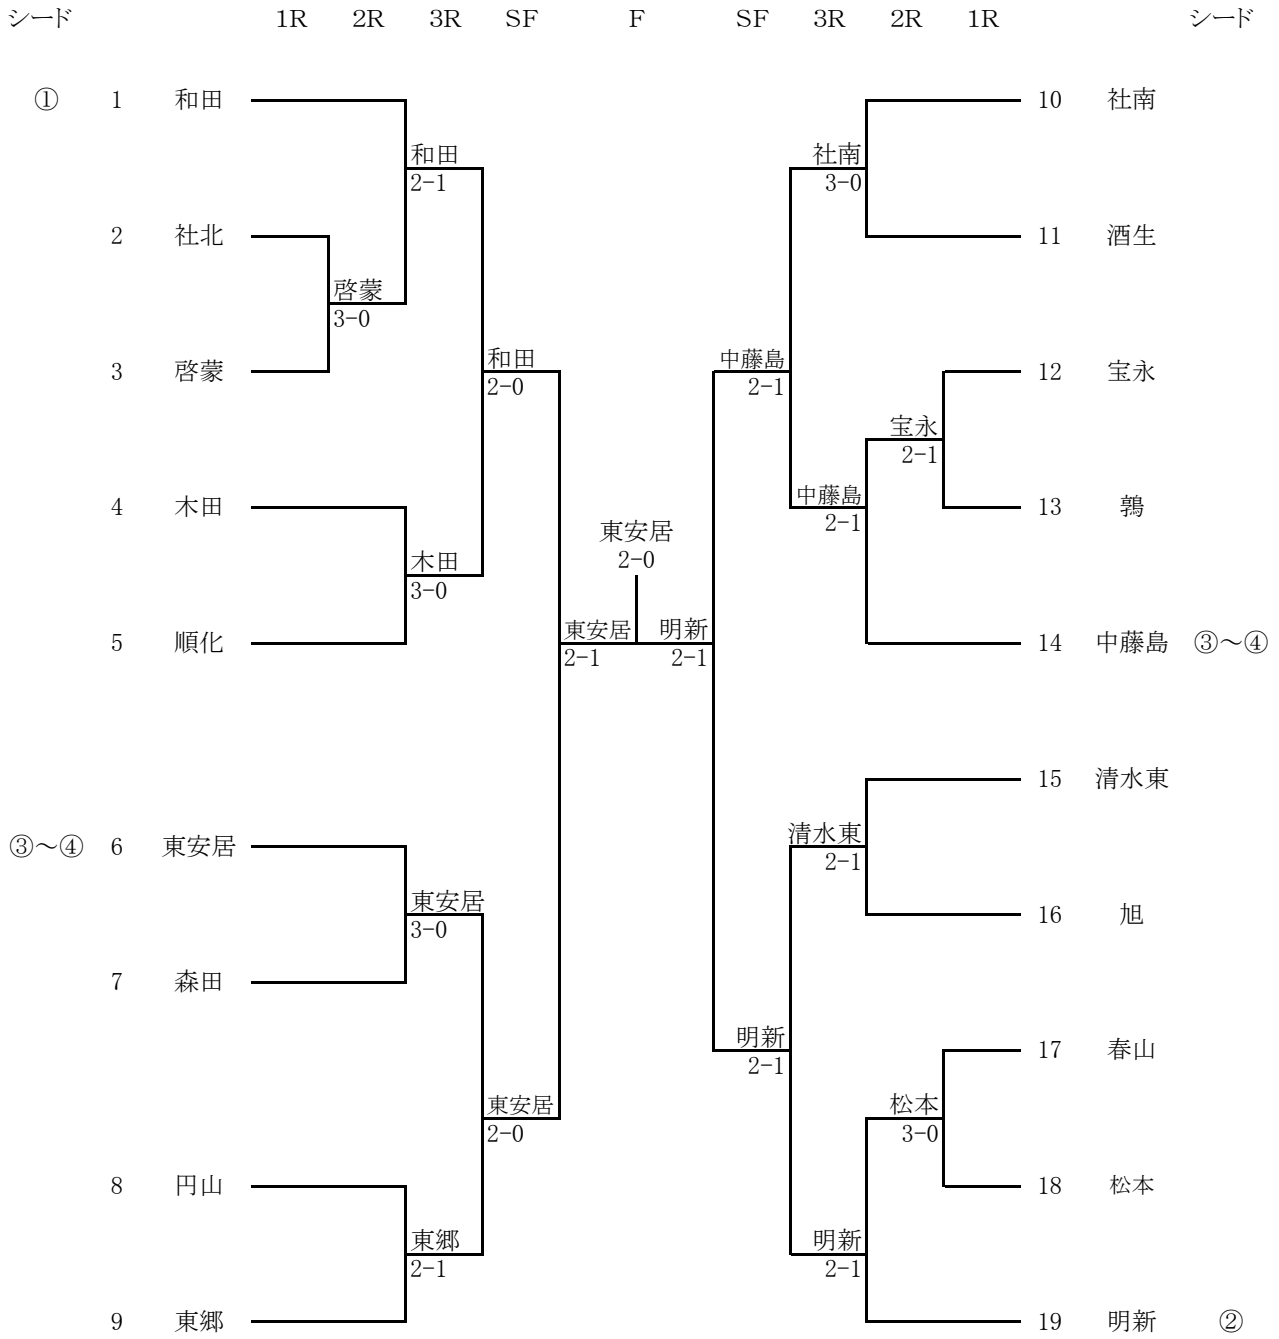 シード 1R 2R 3R SF F SF 3R 2R 1R シード
① 1 和田 10 社南
和田 社南
2-1 3-0
2 社北 11 酒生
啓蒙
3-0
和田 中藤島
3 啓蒙 12 宝永
2-0 2-1
宝永
2-1
中藤島
4 木田 13 鶉
2-1
東安居
木田 2-0
3-0
東安居 明新
5 順化 14 中藤島 ③～④
2-1 2-1
15 清水東
清水東
③～④ 6 東安居
2-1
東安居
16 旭
3-0
7 森田
明新
17 春山
2-1
東安居 松本
2-0 3-0
8 円山 18 松本
東郷 明新
2-1 2-1
9 東郷 19 明新 ②